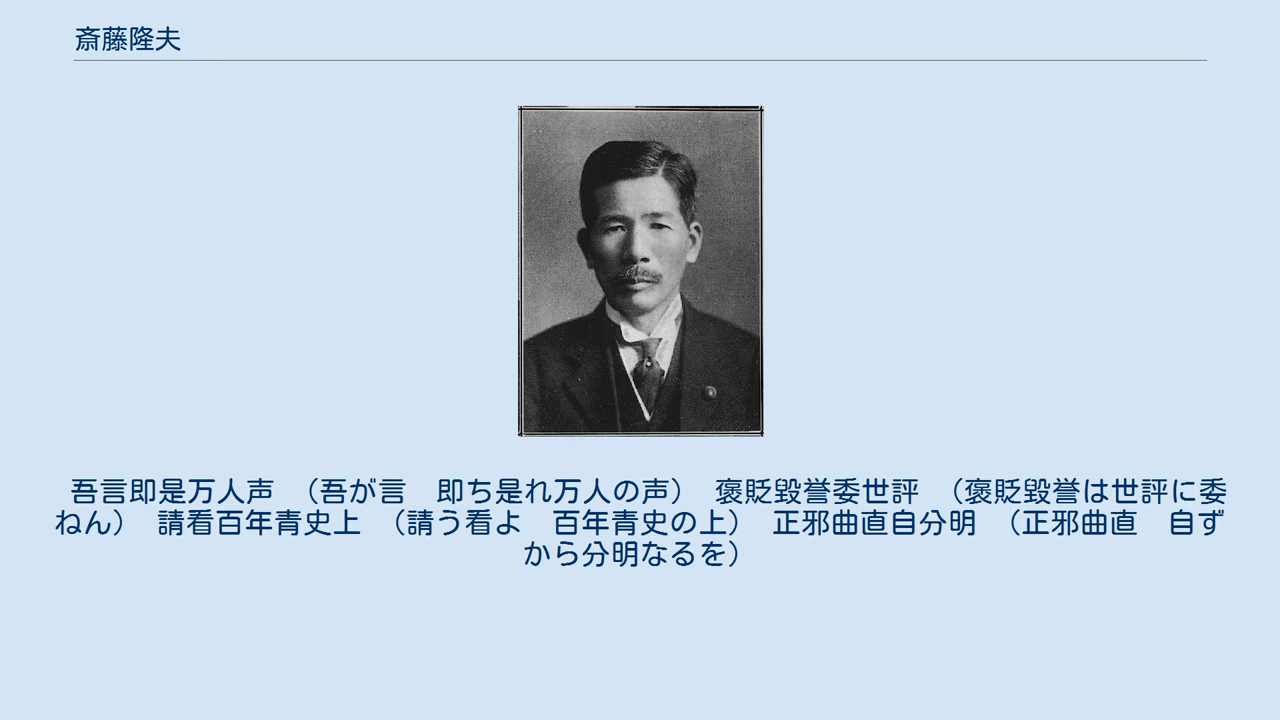 斎藤隆夫
吾言即是万人声 （吾が言　即ち是れ万人の声） 褒貶毀誉委世評 （褒貶毀誉は世評に委
ねん） 請看百年青史上 （請う看よ　百年青史の上） 正邪曲直自分明 （正邪曲直　自ず
から分明なるを）